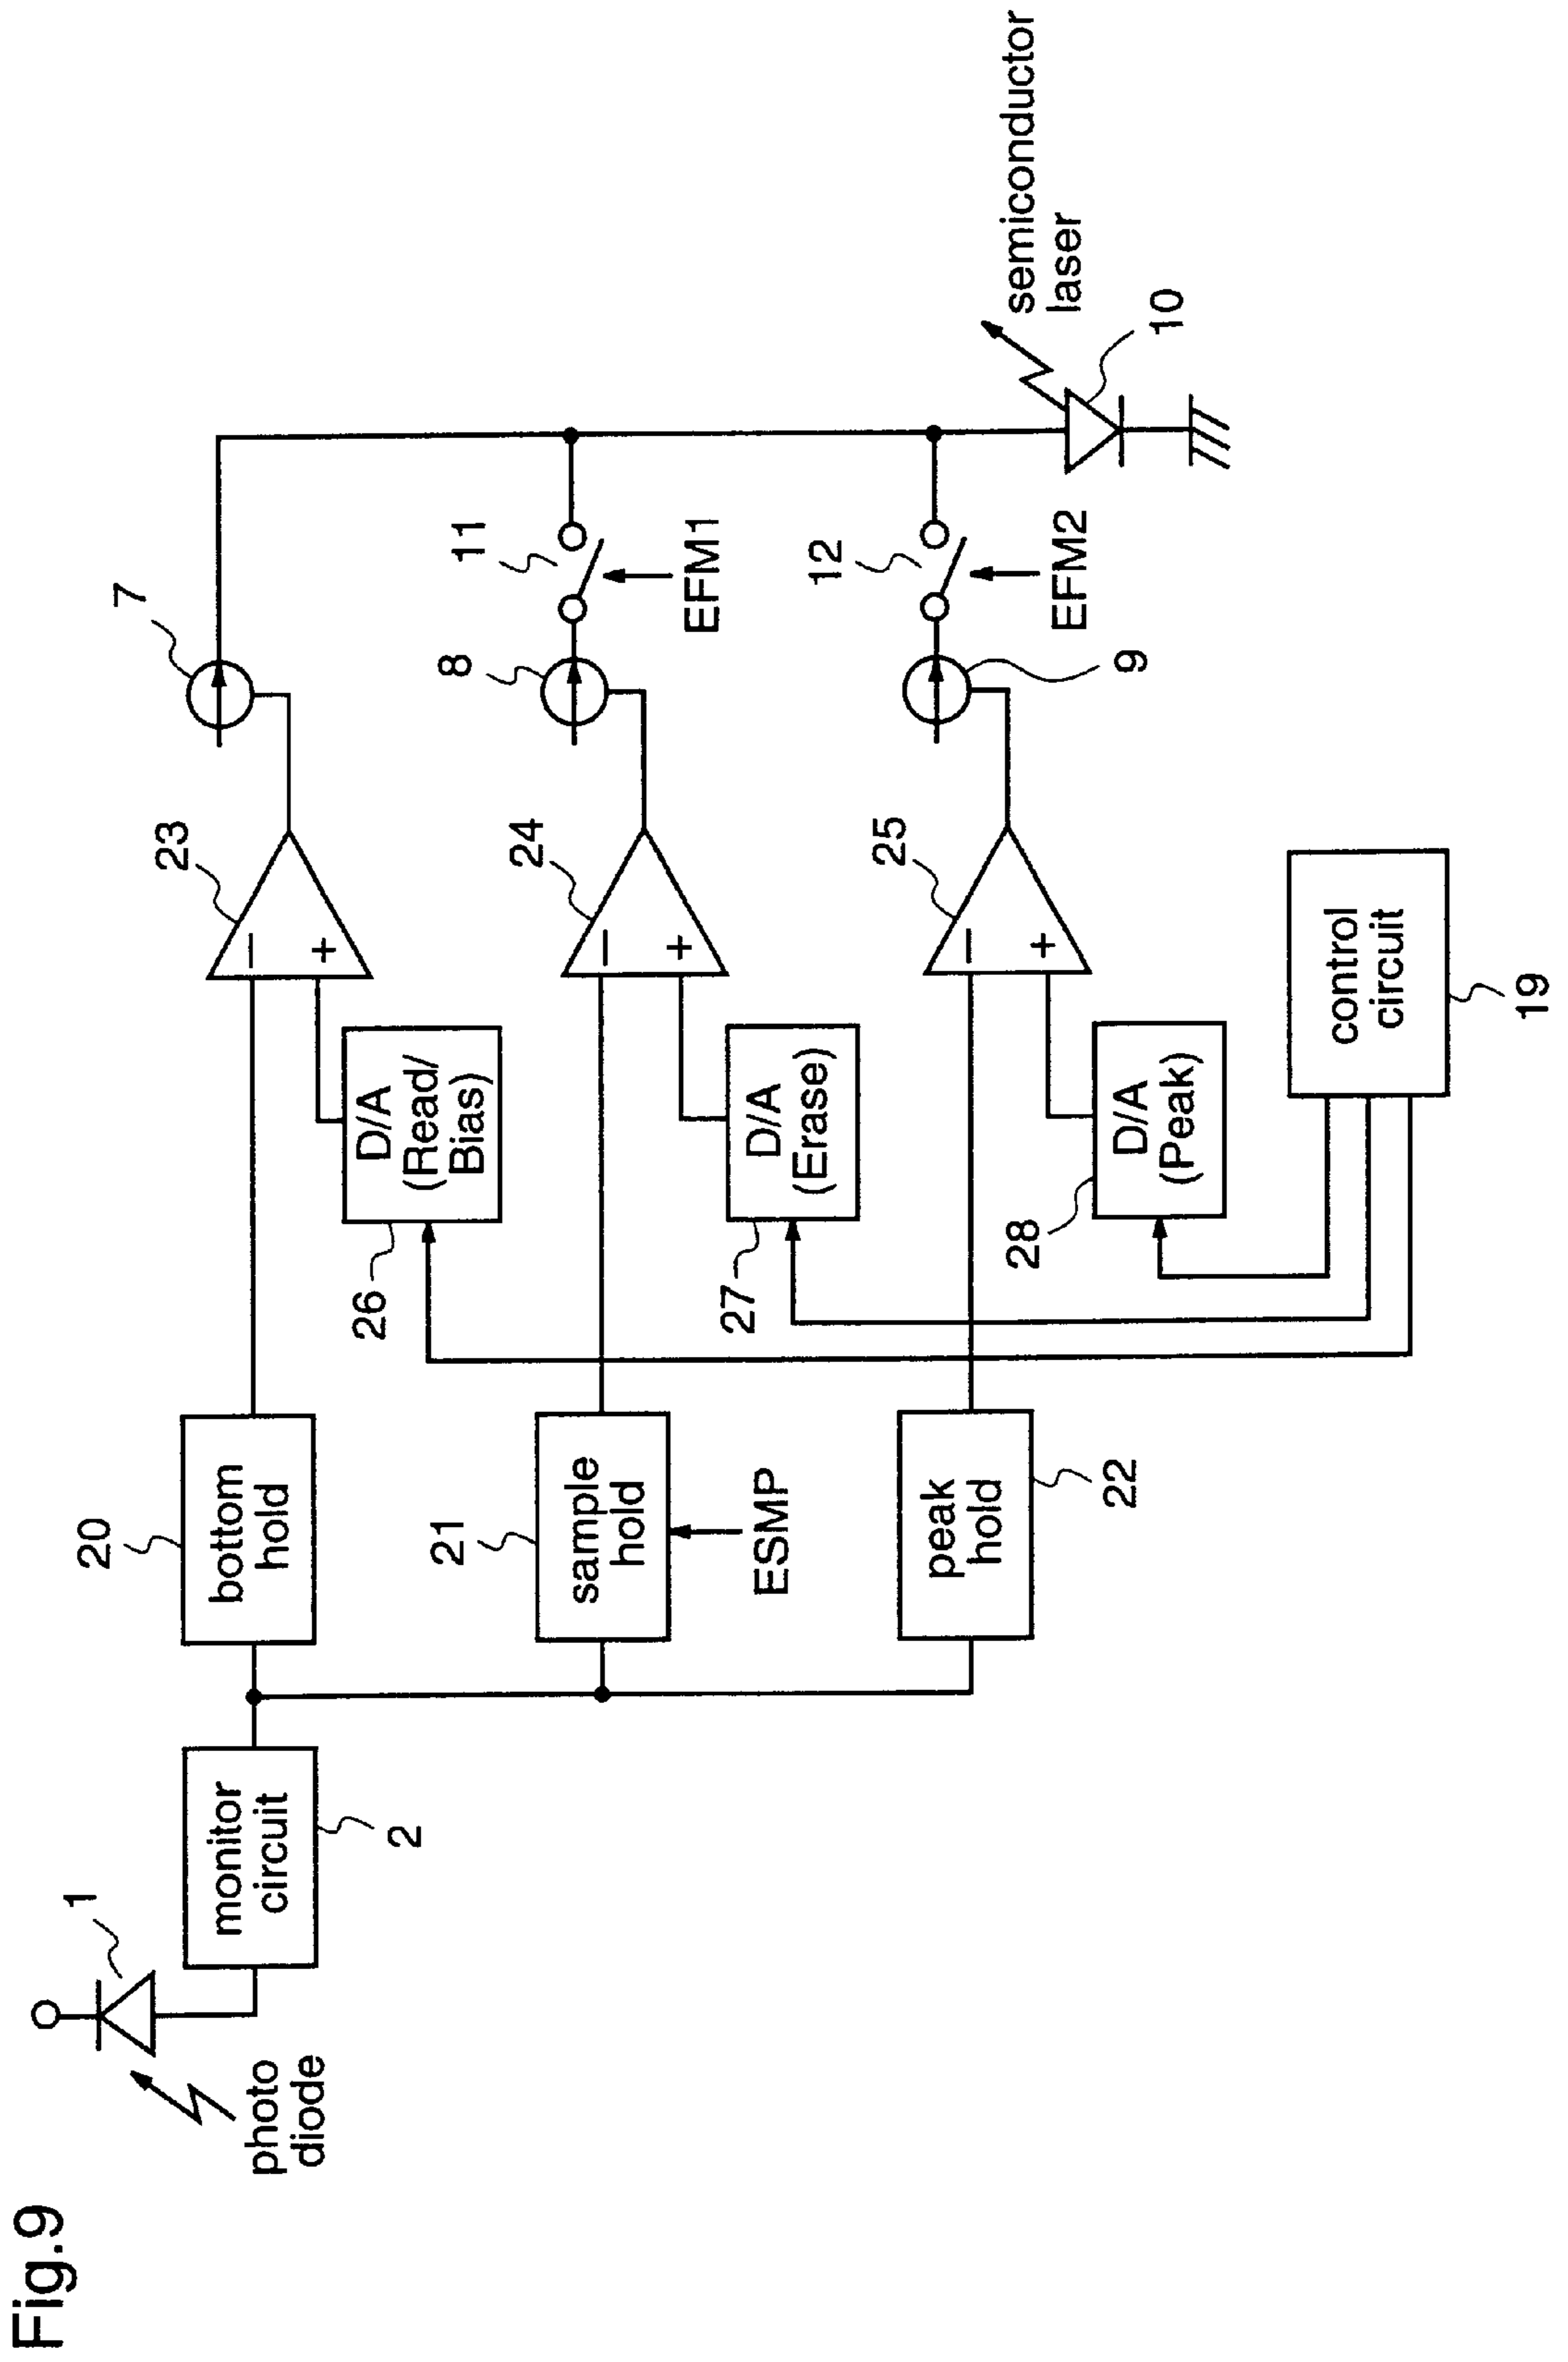 Fig.9
photo
diode
1
monitor
circuit
2
20
bottom
hold
21
sample
hold
ESMP
peak
hold
22
26
D/A
(Read/
Bias)
27
D/A
(Erase)
28
D/A
(Peak)
control
circuit
19
23
−
+
24
−
+
25
−
+
7
8
9
11
EFM1
12
EFM2
10
semiconductor
laser